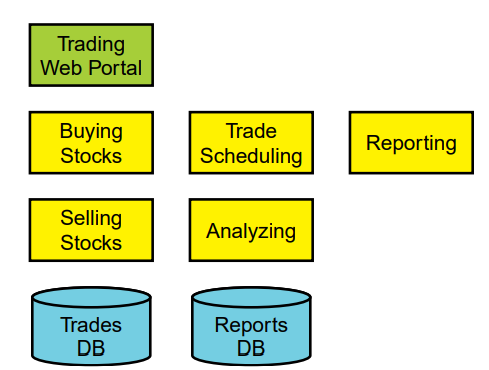 Trading
Web Portal
Buying
Stocks
Trade
Scheduling
Reporting
Selling
Stocks
Analyzing
Trades
DB
Reports
DB